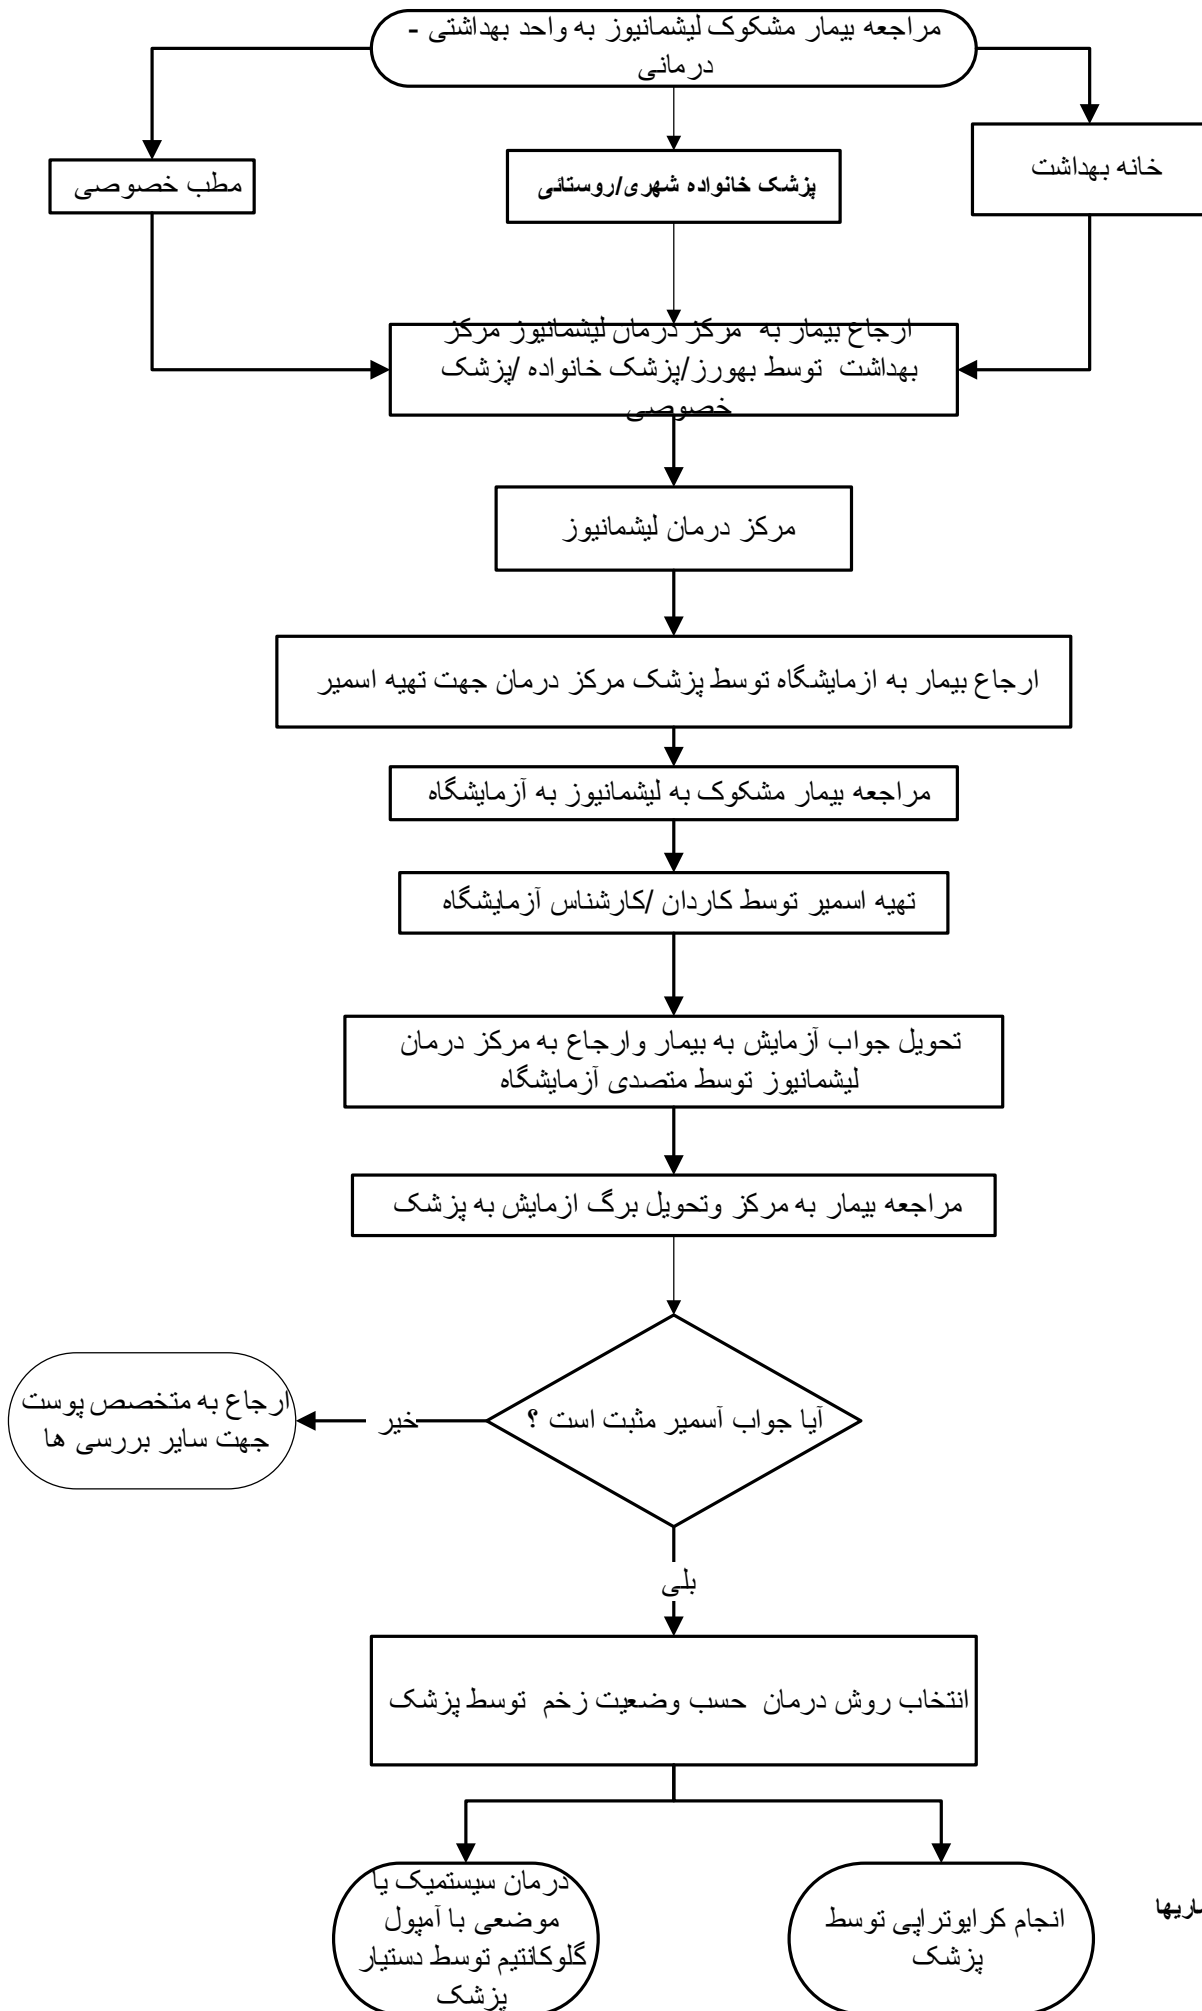 مراجعه بیمار مشکوک لیشمانیوز به واحد بهداشتی -
درمانی
خانه بهداشت
پزشک خانواده شهری/روستائی
مطب خصوصی
ارجاع بیمار به مرکز درمان لیشمانیوز مرکز
بهداشت توسط بهورز/پزشک خانواده /پزشک
خصوصی
مرکز درمان لیشمانیوز
ارجاع بیمار به ازمایشگاه توسط پزشک مرکز درمان جهت تهیه اسمیر
مراجعه بیمار مشکوک به لیشمانیوز به آزمایشگاه
تهیه اسمیر توسط کاردان /کارشناس آزمایشگاه
تحویل جواب آزمایش به بیمار وارجاع به مرکز درمان
لیشمانیوز توسط متصدی آزمایشگاه
مراجعه بیمار به مرکز وتحویل برگ ازمایش به پزشک
آیا جواب آسمیر مثبت است ؟
خیر
ارجاع به متخصص پوست
جهت سایر بررسی ها
بلی
انتخاب روش درمان حسب وضعیت زخم توسط پزشک
انجام کرایوتراپی توسط
پزشک
درمان سیستمیک یا
موضعی با آمپول
گلوکانتیم توسط دستیار
پزشک